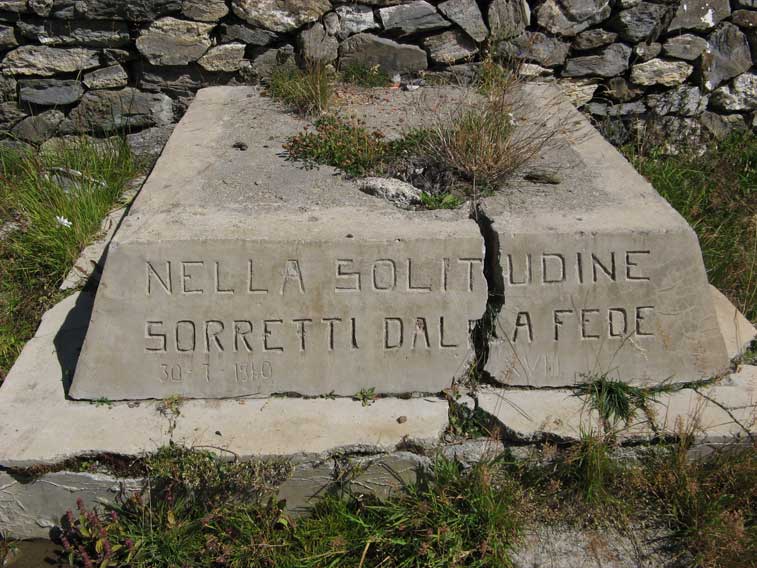 NELLA SOLITUDINE
SORRETTI DALLA FEDE
30-7-1940